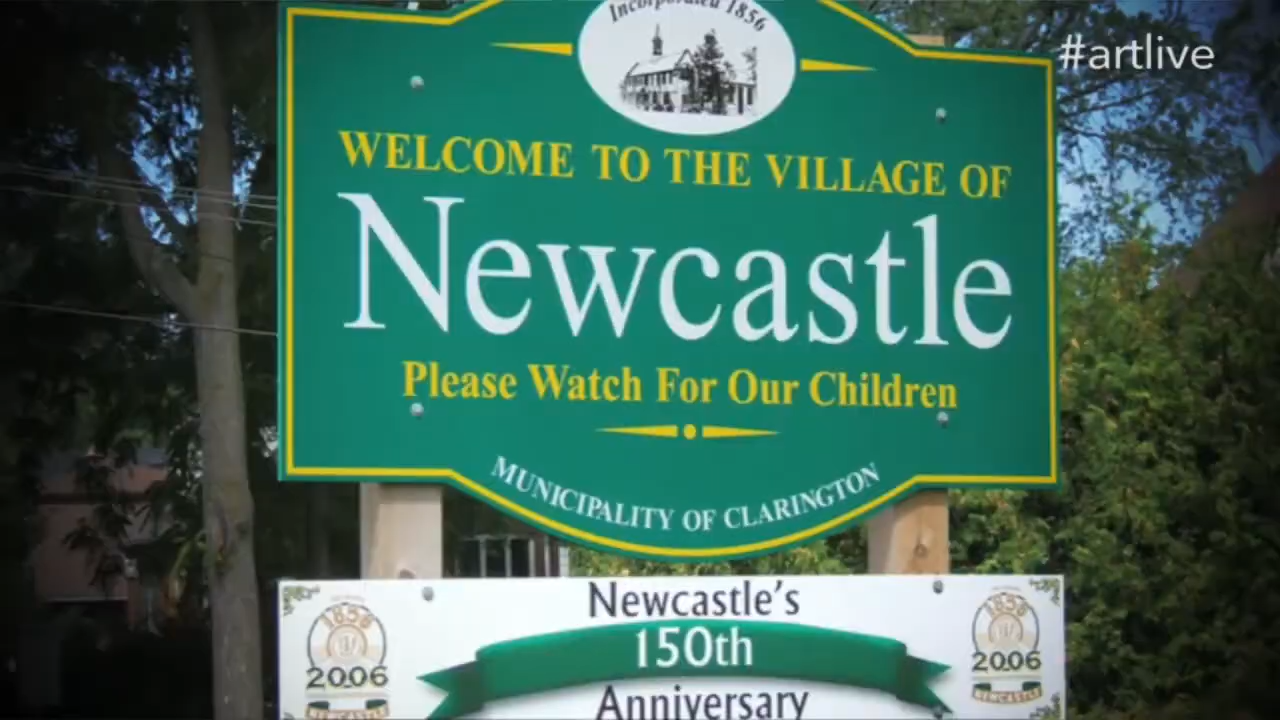 #artlive
Incorporated 1856
WELCOME TO THE VILLAGE OF
Newcastle
Please Watch For Our Children
MUNICIPALITY OF CLARINGTON
Newcastle's
1856
2006
150th
1856
2006
Anniversary